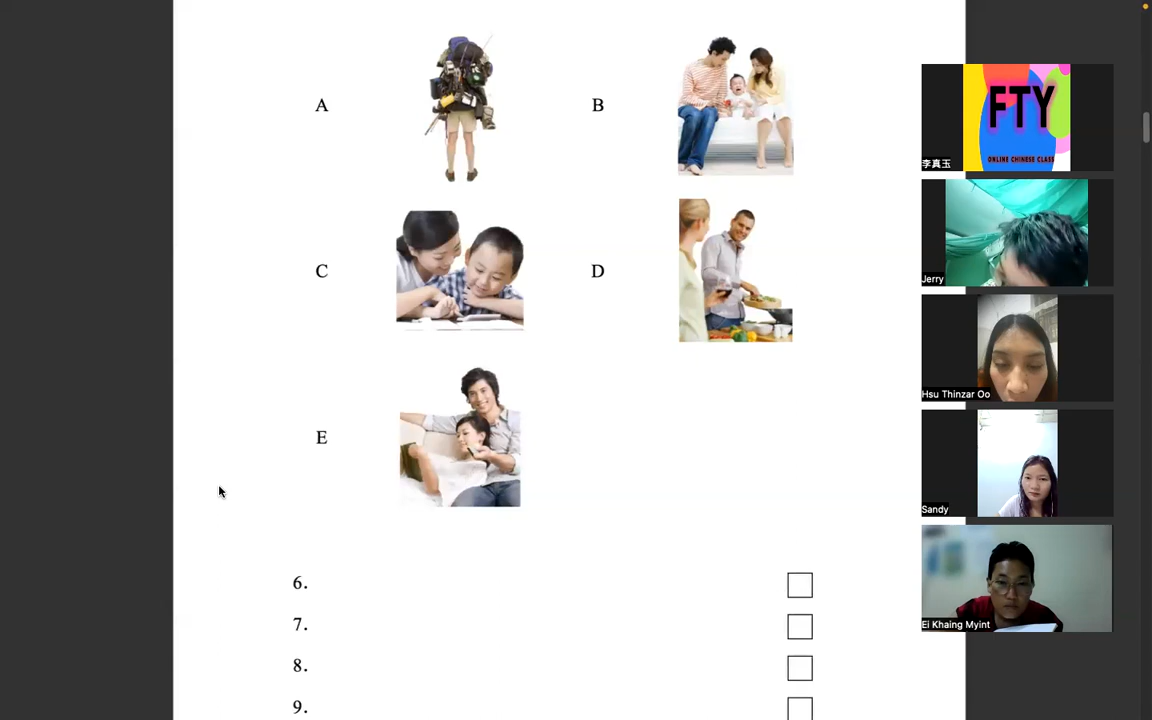 A
B
C
D
E
6.
7.
8.
9.
FTY
ONLINE CHINESE CLASS
李真玉
Jerry
Hsu Thinzar Oo
Sandy
Ei Khaing Myint